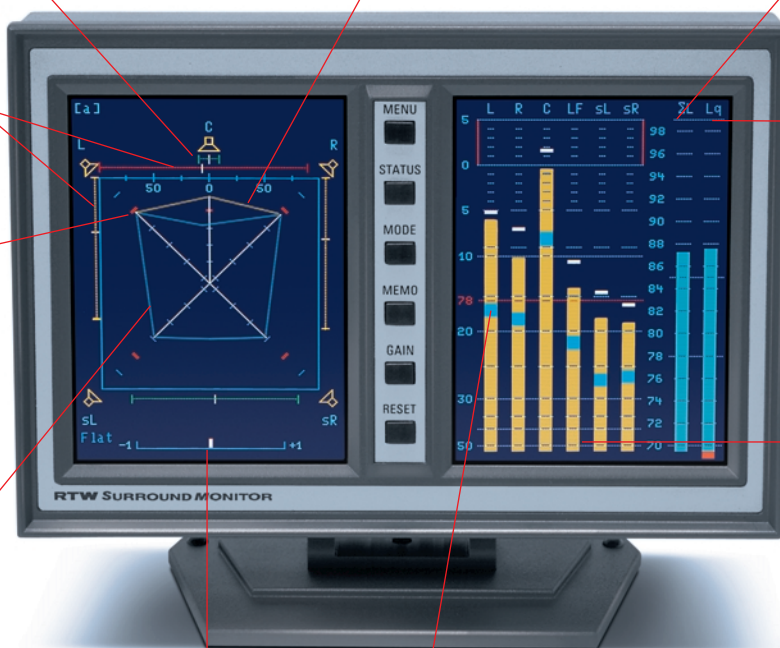 [a]
C
L R
50 0 50
sL sR
Flat -1 +1
MENU
STATUS
MODE
MEMO
GAIN
RESET
L R C LF sL sR ΣL Lq
5
0
5
10
78
20
30
50
98
96
94
92
90
88
86
84
82
80
78
76
74
72
70
RTW SURROUND MONITOR